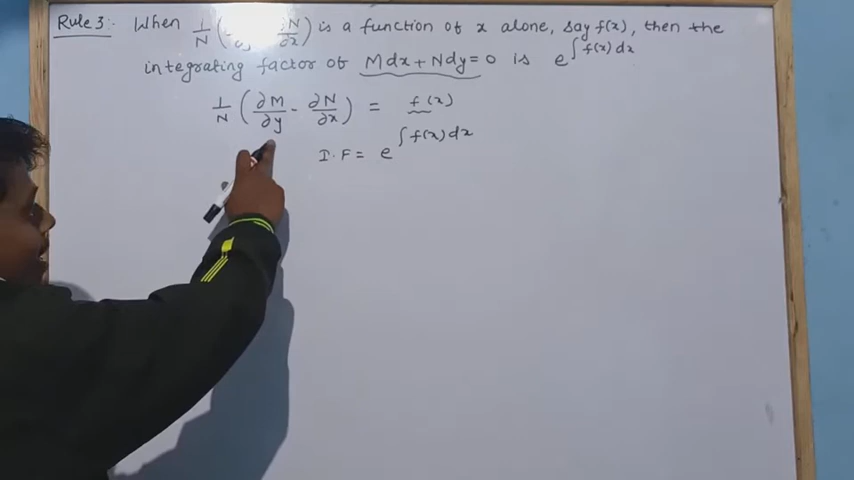 Rule 3:- When 1/N ( ∂N/∂x ) is a function of x alone, say f(x), then the
integrating factor of Mdx + Ndy = 0 is e^∫f(x)dx
1/N ( ∂M/∂y - ∂N/∂x ) = f(x)
I.F = e^∫f(x)dx